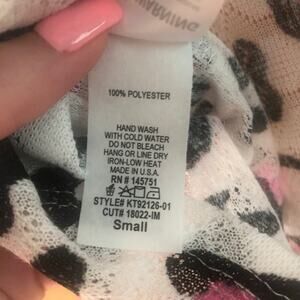 WARNING
100% POLYESTER
HAND WASH
WITH COLD WATER
DO NOT BLEACH
HANG OR LINE DRY
IRON-LOW HEAT
MADE IN U.S.A.
RN # 145751
STYLE# KT92126-01
CUT# 18022-IM
Small